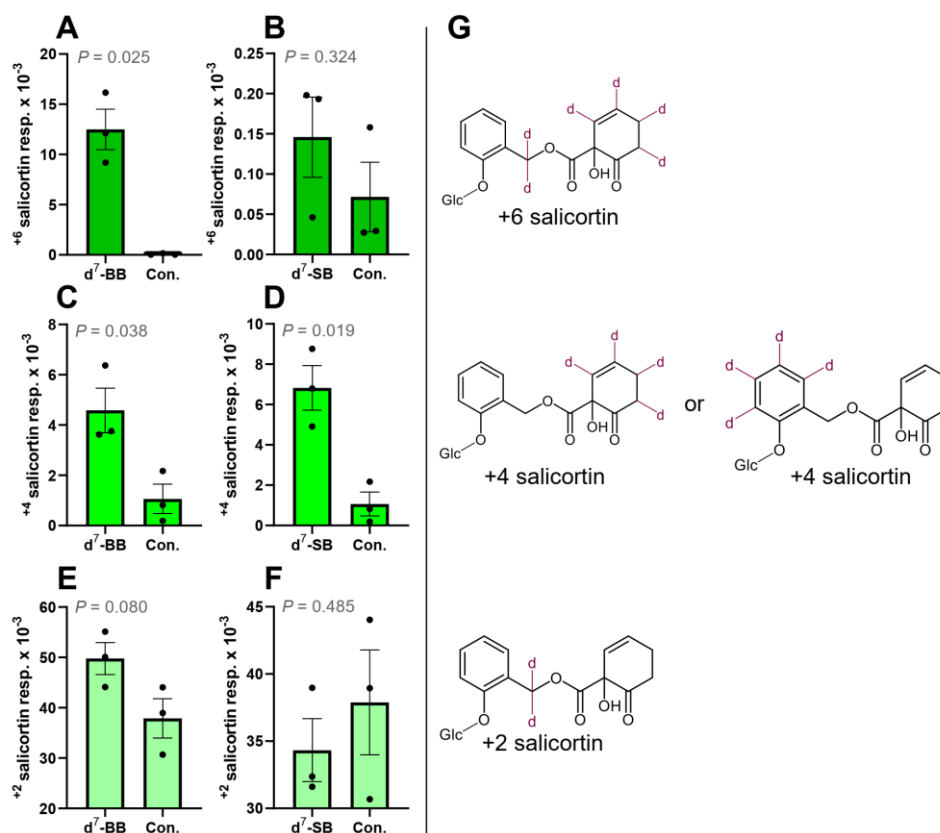 A
+6 salicortin resp. x 10-3
P = 0.025
20
15
10
5
0
d7-BB Con.
B
+6 salicortin resp. x 10-3
P = 0.324
0.25
0.20
0.15
0.10
0.05
0.00
d7-SB Con.
C
+4 salicortin resp. x 10-3
P = 0.038
8
6
4
2
0
d7-BB Con.
D
+4 salicortin resp. x 10-3
P = 0.019
10
8
6
4
2
0
d7-SB Con.
E
+2 salicortin resp. x 10-3
P = 0.080
60
50
40
30
20
d7-BB Con.
F
+2 salicortin resp. x 10-3
P = 0.485
45
40
35
30
d7-SB Con.
G
d
d d
d O d
OH
O O
Glc d
+6 salicortin
d
d d
O d
OH
O O
Glc
+4 salicortin
or
d
d d
O
d OH
O O
Glc
+4 salicortin
d O
OH
O O
Glc d
+2 salicortin